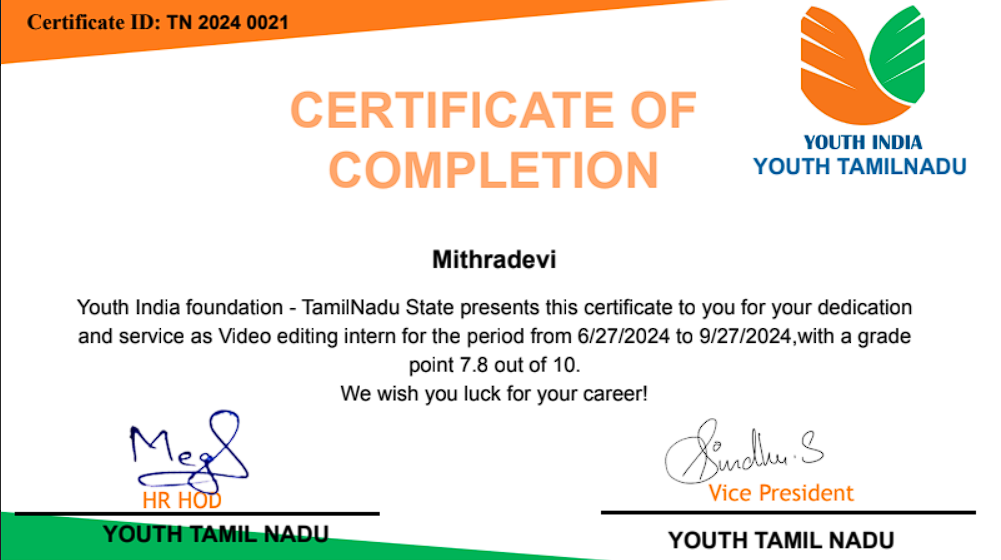 Certificate ID: TN 2024 0021
CERTIFICATE OF
COMPLETION
YOUTH INDIA
YOUTH TAMILNADU
Mithradevi
Youth India foundation - TamilNadu State presents this certificate to you for your dedication
and service as Video editing intern for the period from 6/27/2024 to 9/27/2024,with a grade
point 7.8 out of 10.
We wish you luck for your career!
Sindhu.S
HR HOD
Vice President
YOUTH TAMIL NADU
YOUTH TAMIL NADU